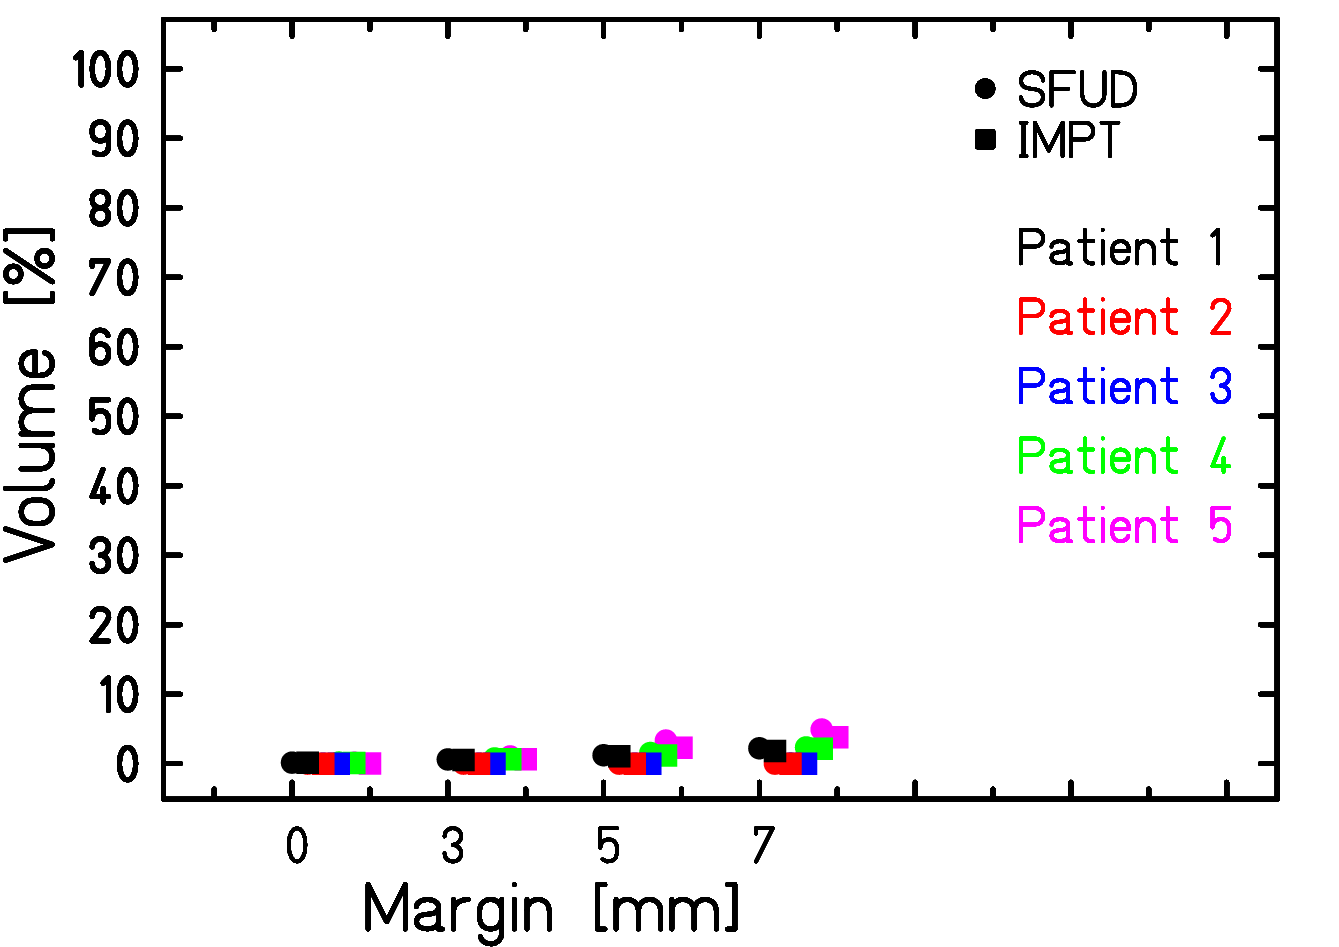 100
90
80
70
60
50
40
30
20
10
0
Volume [%]
SFUD
IMPT
Patient 1
Patient 2
Patient 3
Patient 4
Patient 5
0 3 5 7
Margin [mm]